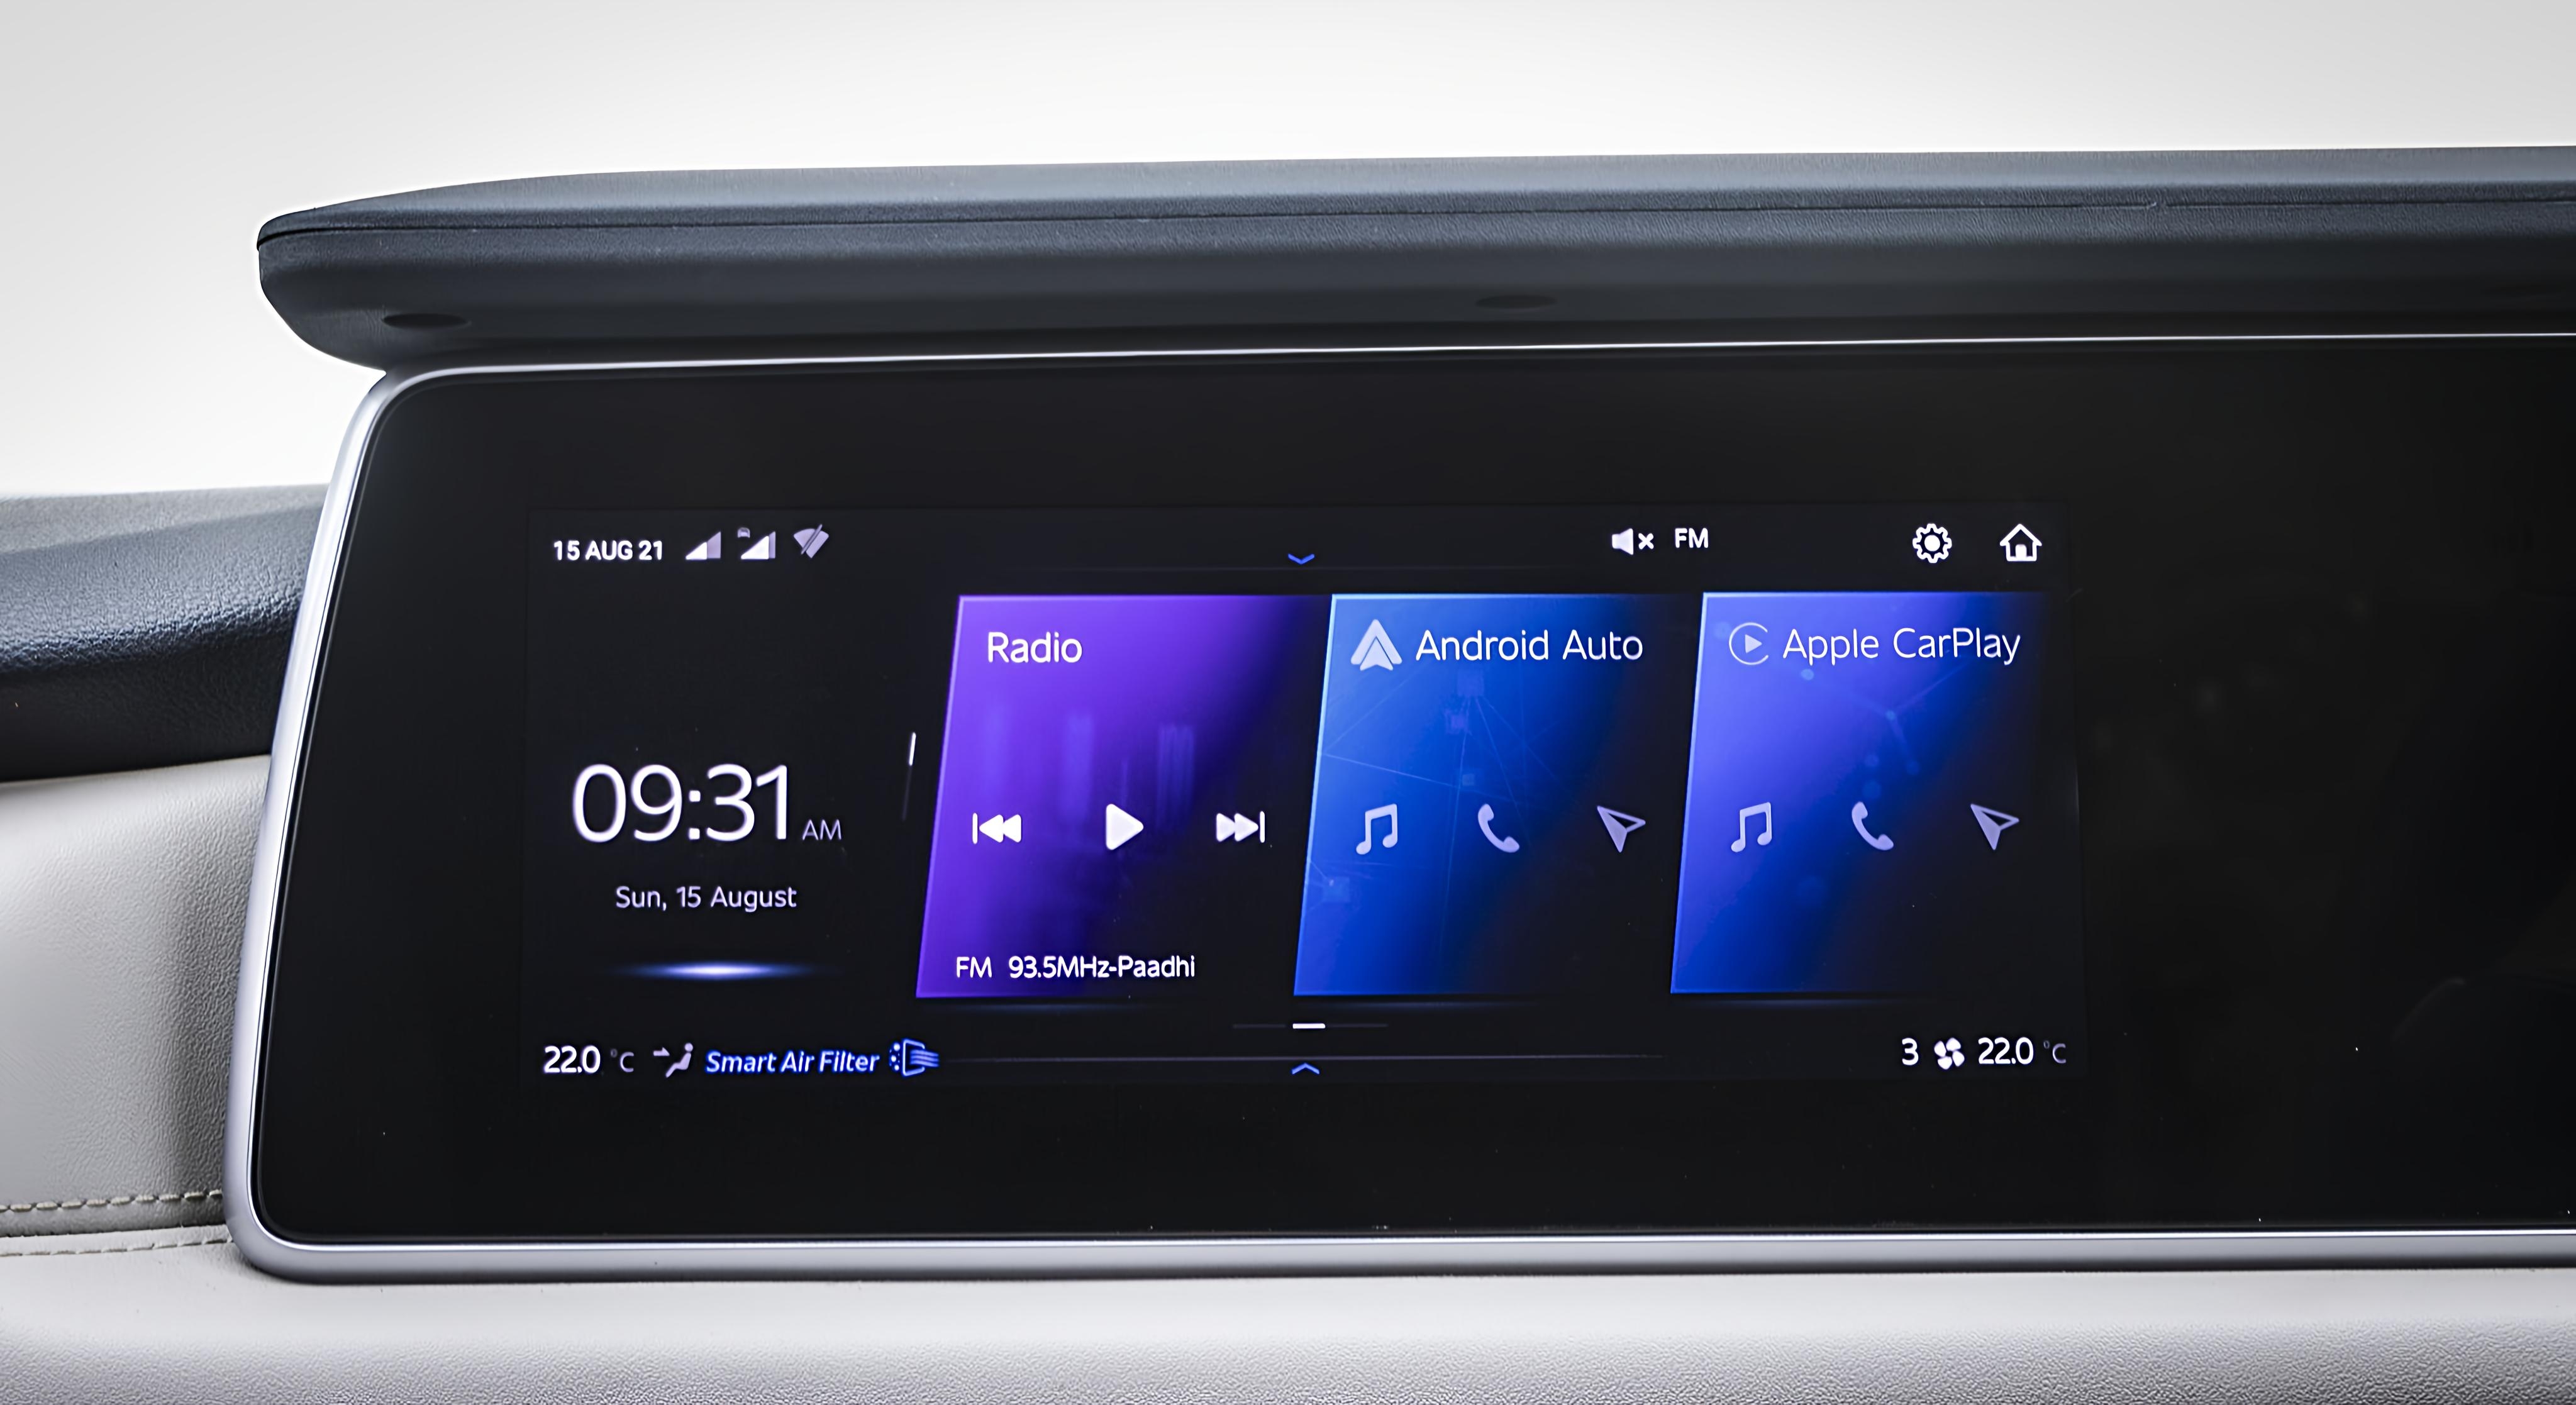 15 AUG 21
FM
Radio
Android Auto
Apple CarPlay
09:31 AM
Sun, 15 August
FM 93.5MHz-Paadhi
22.0 °C
Smart Air Filter
3
22.0 °C